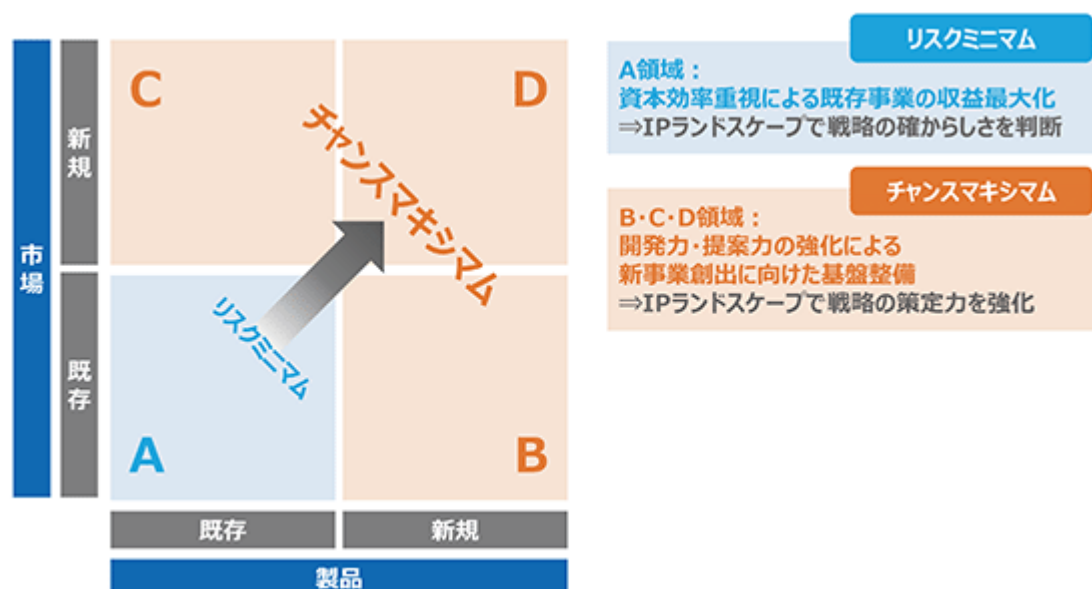 市場
新規
既存
C
D
チャンスマキシマム
リスクミニマム
A
B
既存
新規
製品
リスクミニマム
A領域：
資本効率重視による既存事業の収益最大化
⇒IPランドスケープで戦略の確からしさを判断
チャンスマキシマム
B・C・D領域：
開発力・提案力の強化による
新事業創出に向けた基盤整備
⇒IPランドスケープで戦略の策定力を強化